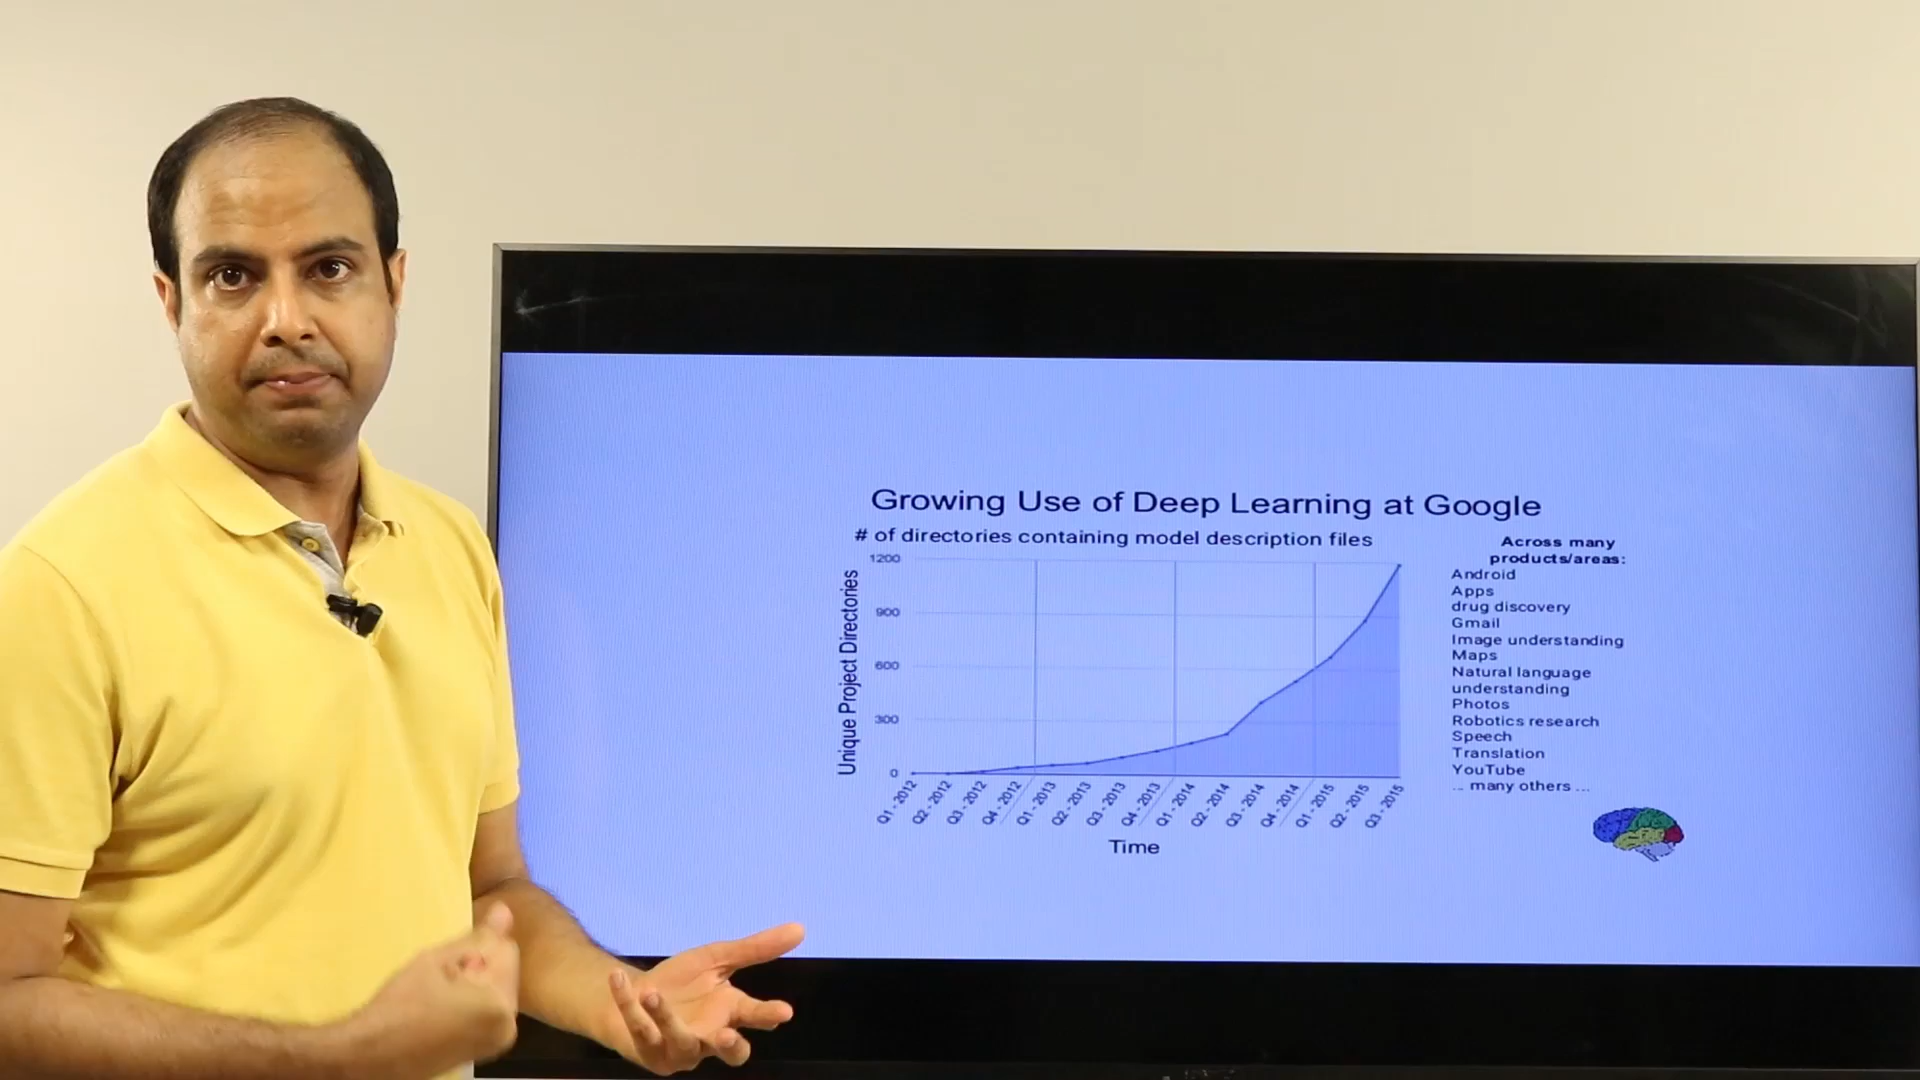 Growing Use of Deep Learning at Google
# of directories containing model description files
Unique Project Directories
1200
900
600
300
0
Q1 - 2012
Q2 - 2012
Q3 - 2012
Q4 - 2012
Q1 - 2013
Q2 - 2013
Q3 - 2013
Q4 - 2013
Q1 - 2014
Q2 - 2014
Q3 - 2014
Q4 - 2014
Q1 - 2015
Q2 - 2015
Q3 - 2015
Time
Across many
products/areas:
Android
Apps
drug discovery
Gmail
Image understanding
Maps
Natural language
understanding
Photos
Robotics research
Speech
Translation
YouTube
... many others ...